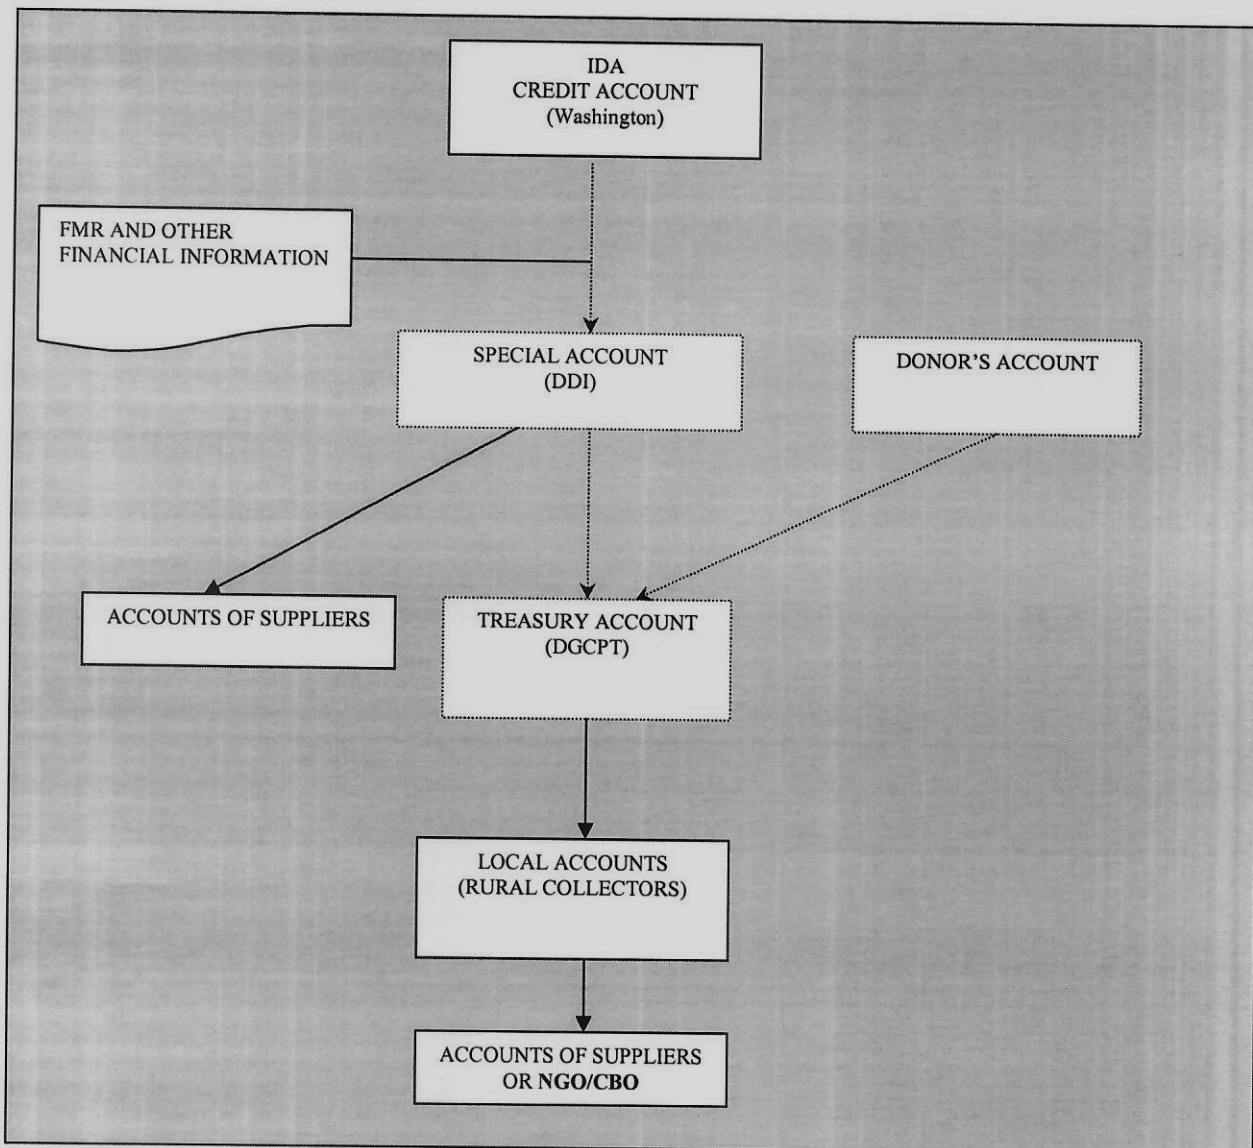 IDA
CREDIT ACCOUNT
(Washington)
FMR AND OTHER
FINANCIAL INFORMATION
SPECIAL ACCOUNT
(DDI)
DONOR’S ACCOUNT
ACCOUNTS OF SUPPLIERS
TREASURY ACCOUNT
(DGCPT)
LOCAL ACCOUNTS
(RURAL COLLECTORS)
ACCOUNTS OF SUPPLIERS
OR NGO/CBO